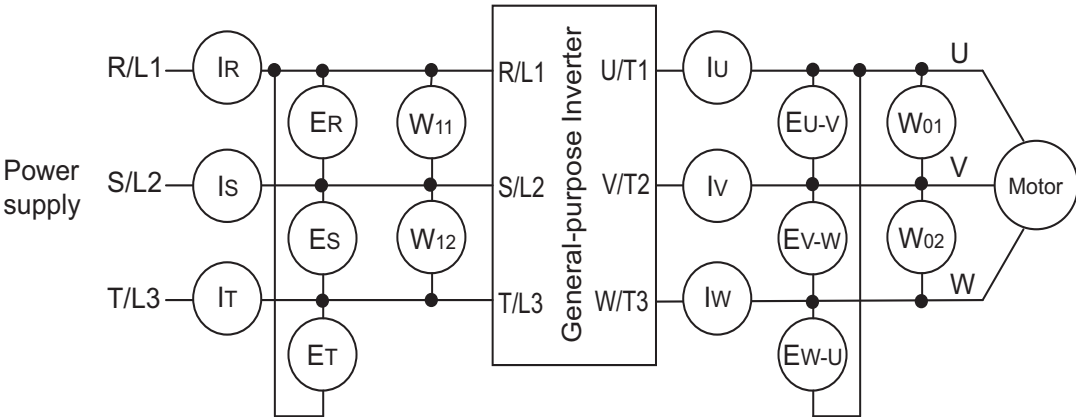 R/L1 IR R/L1 U/T1 IU U
ER W11 EU-V W01
Power supply
S/L2 IS S/L2 General-purpose Inverter V/T2 IV V Motor
ES W12 EV-W W02
T/L3 IT T/L3 W/T3 IW W
ET EW-U